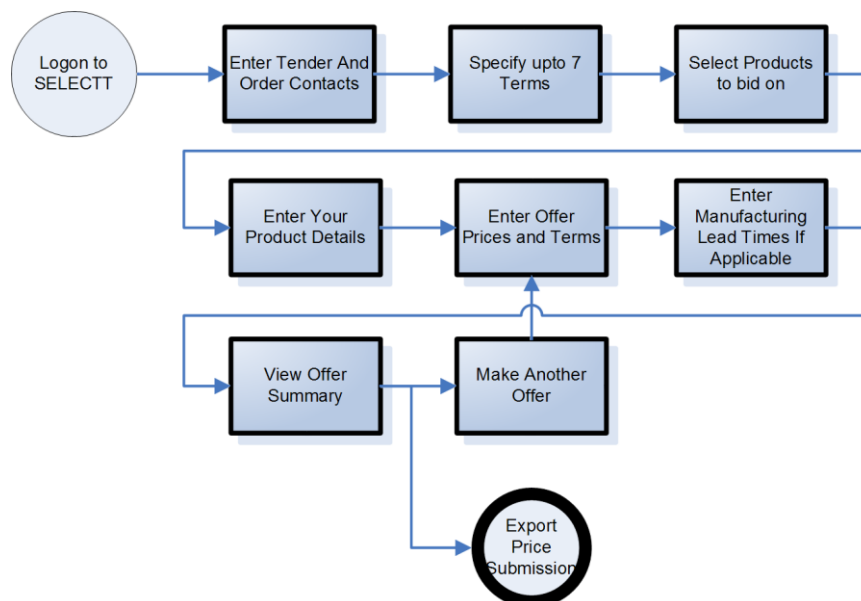 Logon to
SELECTT
Enter Tender And
Order Contacts
Specify upto 7
Terms
Select Products
to bid on
Enter Your
Product Details
Enter Offer
Prices and Terms
Enter
Manufacturing
Lead Times If
Applicable
View Offer
Summary
Make Another
Offer
Export
Price
Submission